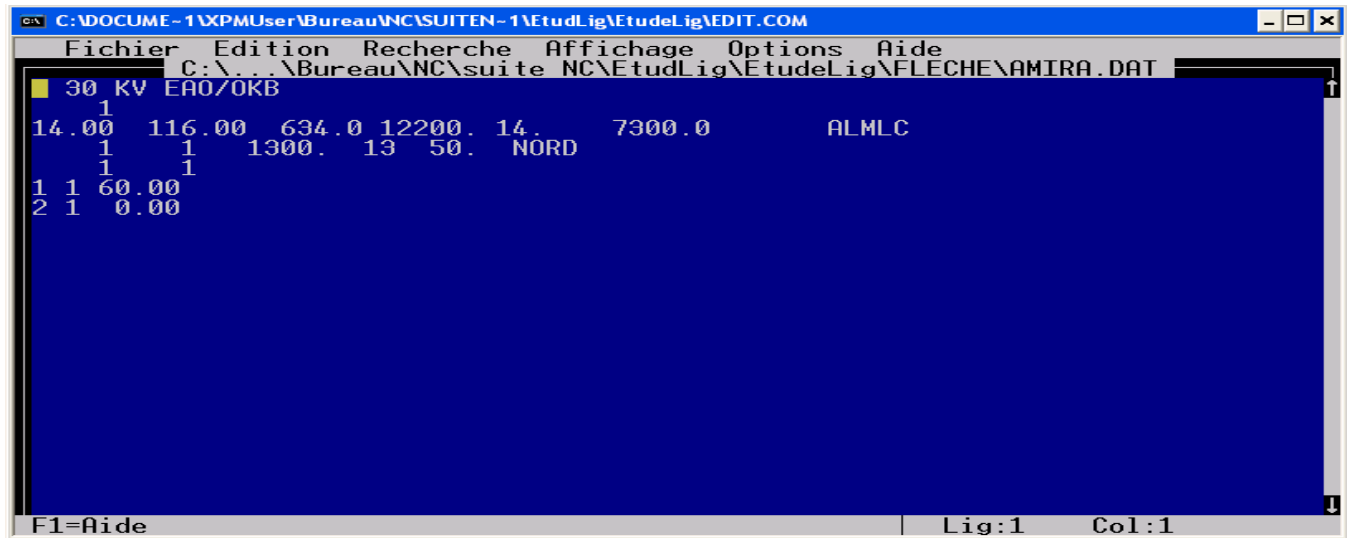 C:\DOCUME~1\XPMUser\Bureau\NC\SUITEN~1\EtudLig\EtudeLig\EDIT.COM
Fichier Edition Recherche Affichage Options Aide
C:\...\Bureau\NC\suite NC\EtudLig\EtudeLig\FLECHE\AMIRA.DAT
30 KV EAO/OKB
1
14.00 116.00 634.0 12200. 14. 7300.0 ALMLC
1 1 1300. 13 50. NORD
1 1
1 1 60.00
2 1 0.00
F1=Aide Lig:1 Col:1